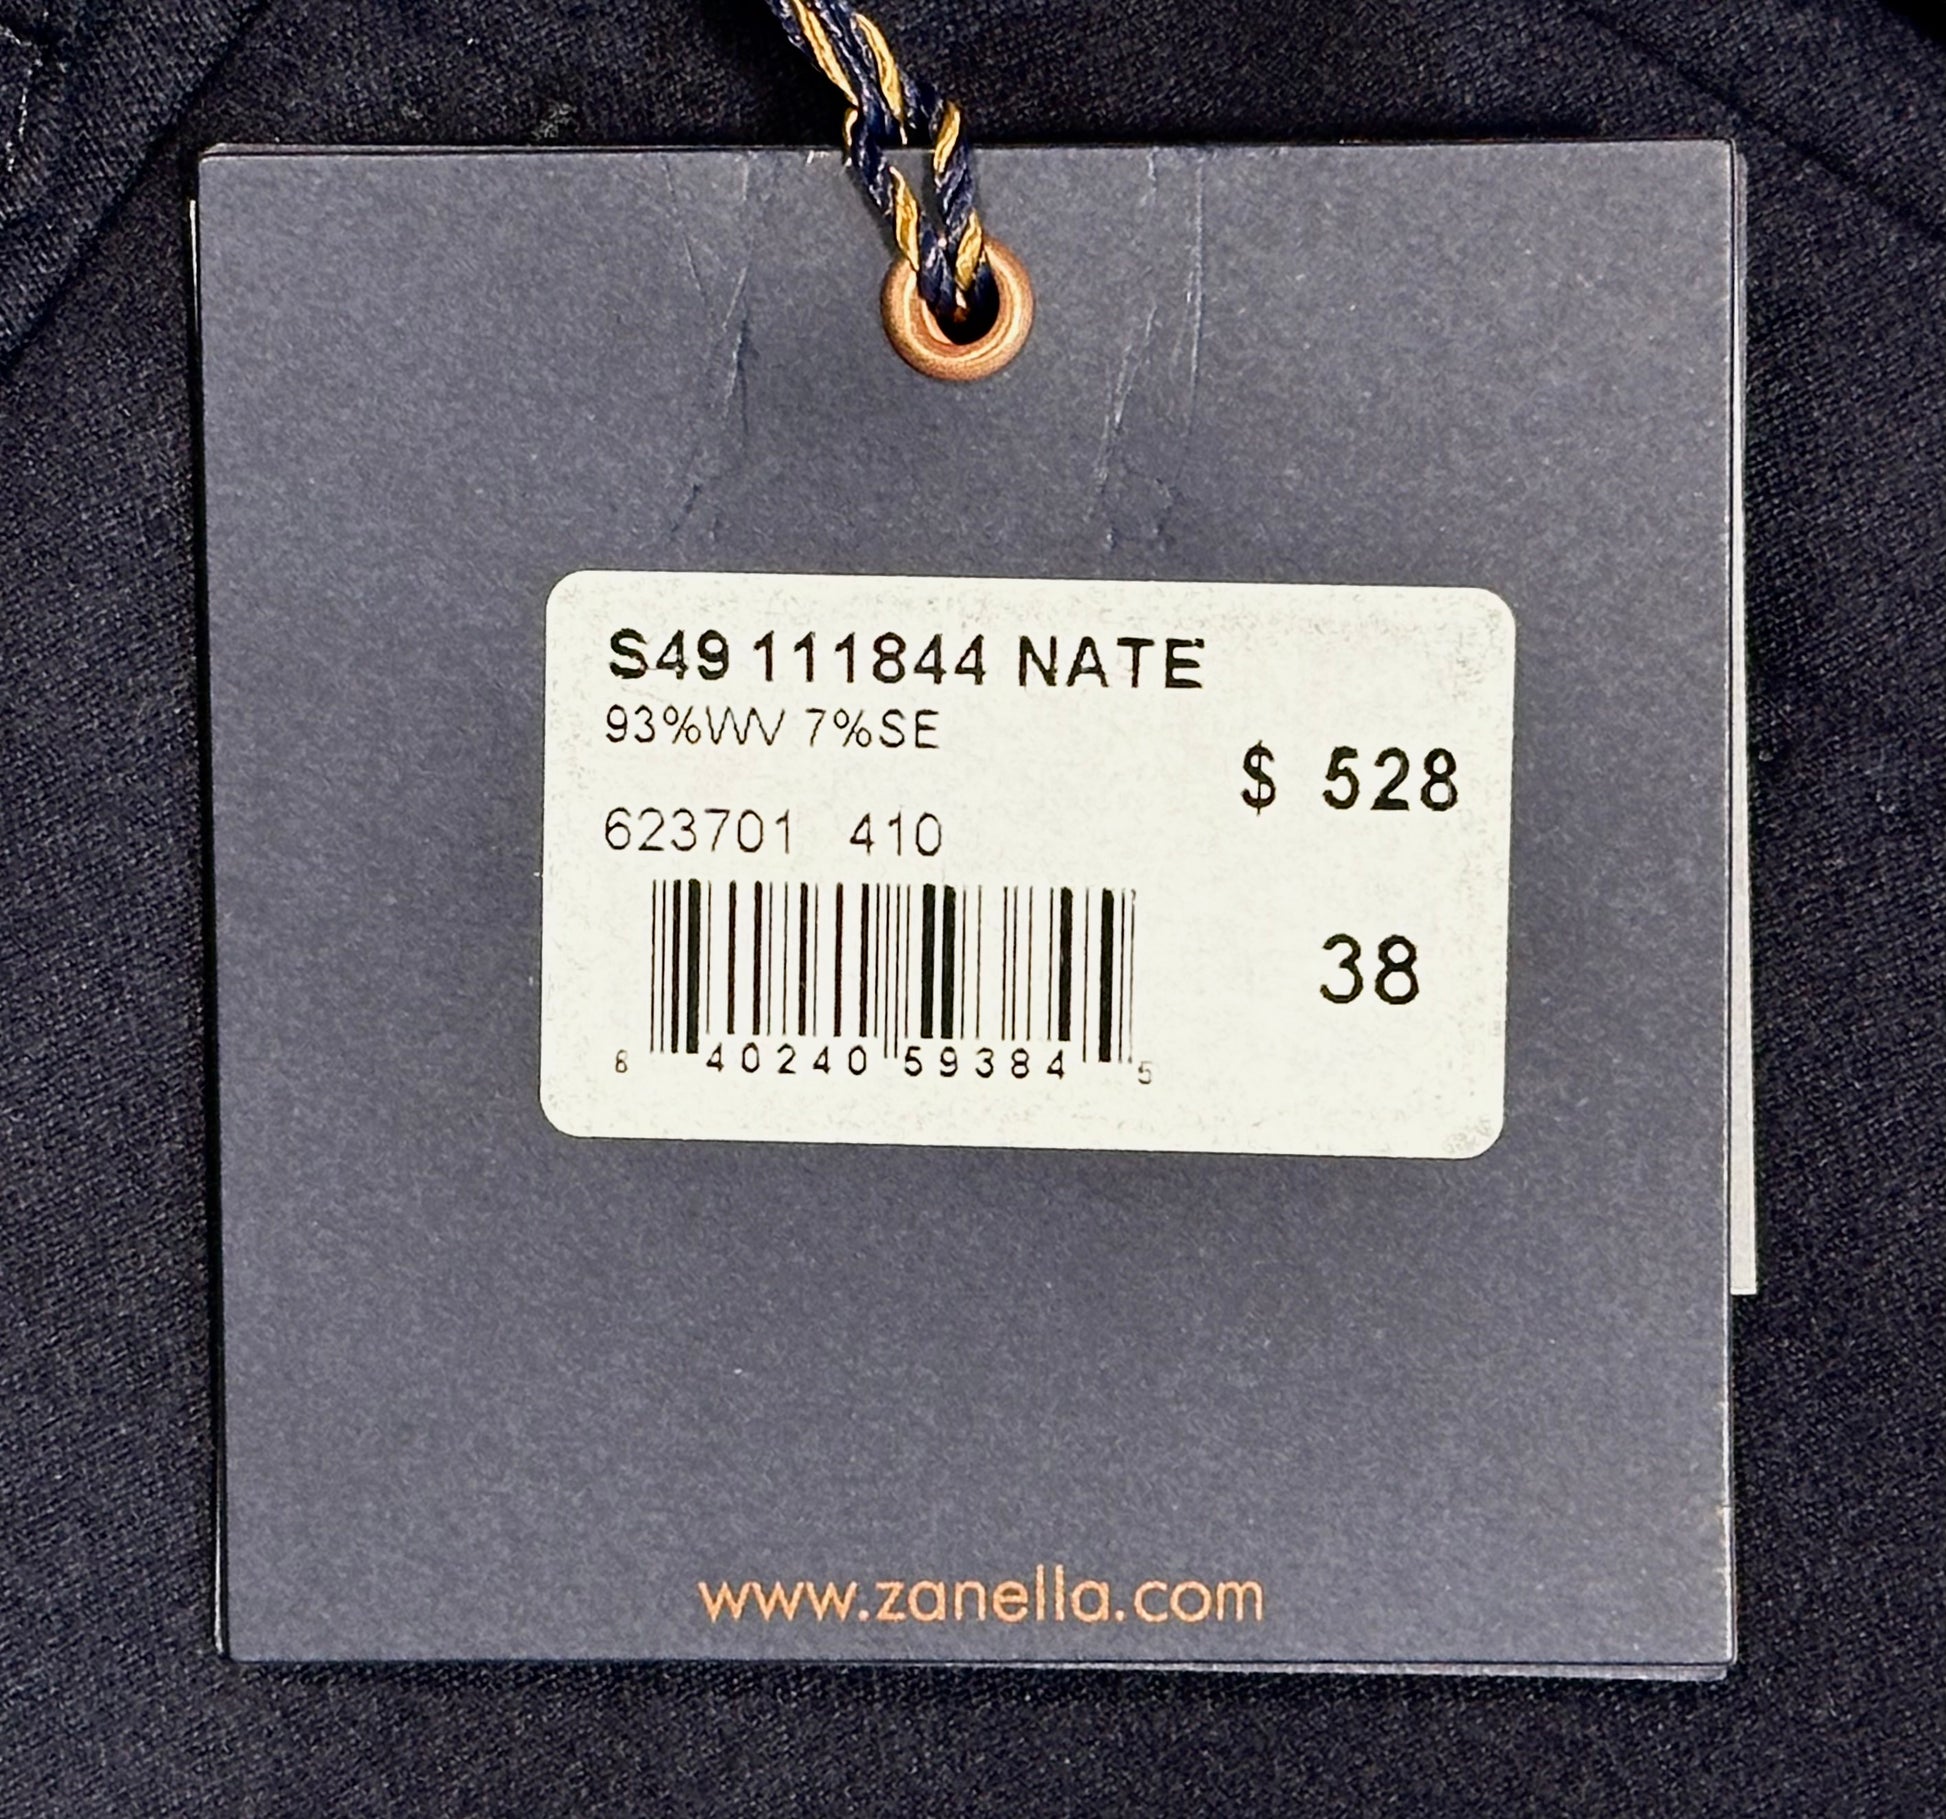 S49 111844 NATE
93%WV 7%SE
$ 528
623701 410
38
8 40240 59384 5
www.zanella.com